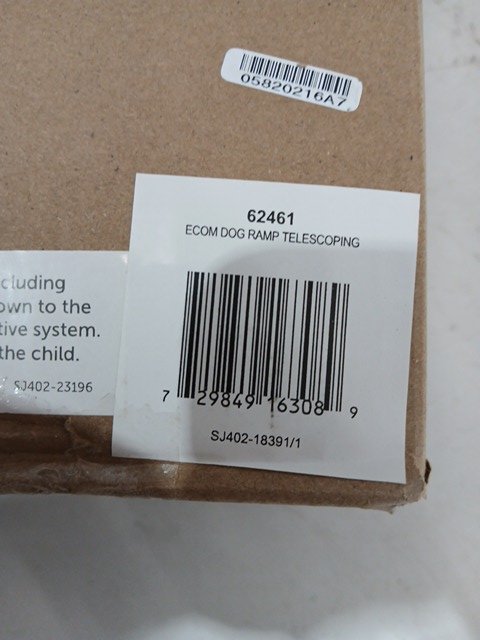 05820216A7
62461
ECOM DOG RAMP TELESCOPING
7 29849 16308 9
SJ402-18391/1
cluding
own to the
tive system.
the child.
SJ402-23196